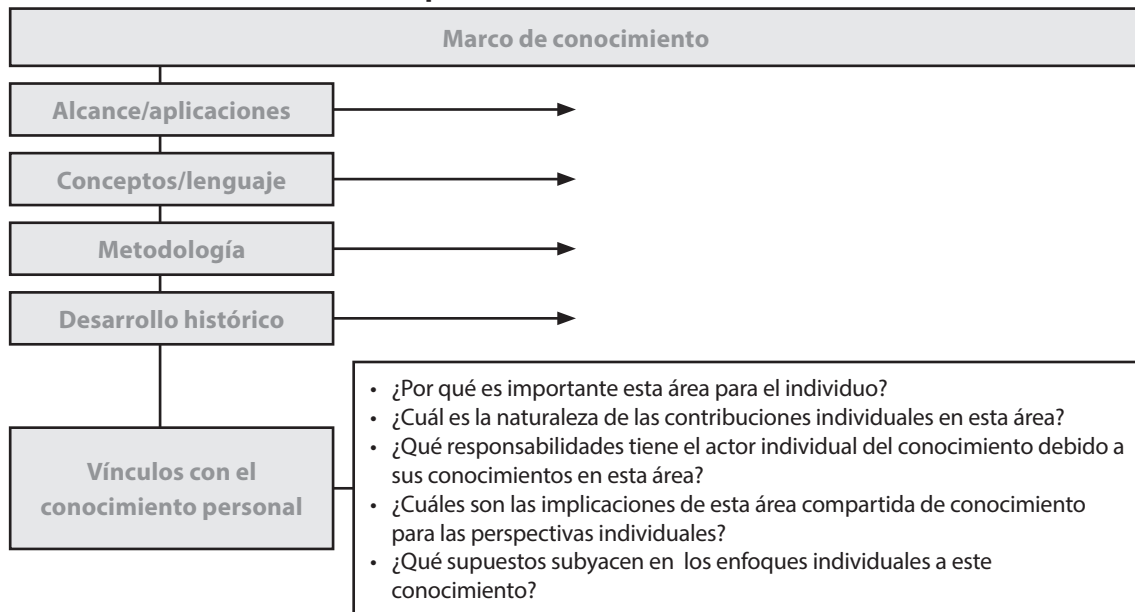 Marco de conocimiento
Alcance/aplicaciones
Conceptos/lenguaje
Metodología
Desarrollo histórico
Vínculos con el
conocimiento personal
• ¿Por qué es importante esta área para el individuo?
• ¿Cuál es la naturaleza de las contribuciones individuales en esta área?
• ¿Qué responsabilidades tiene el actor individual del conocimiento debido a
sus conocimientos en esta área?
• ¿Cuáles son las implicaciones de esta área compartida de conocimiento
para las perspectivas individuales?
• ¿Qué supuestos subyacen en los enfoques individuales a este
conocimiento?